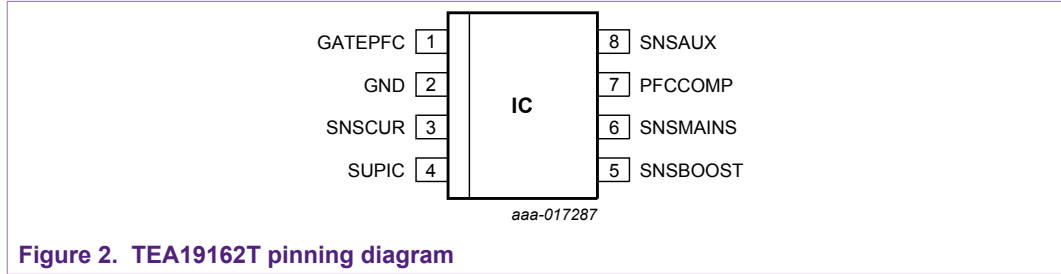 GATEPFC 1 8 SNSAUX
GND 2 7 PFCCOMP
IC
SNSCUR 3 6 SNSMAINS
SUPIC 4 5 SNSBOOST
aaa-017287
Figure 2. TEA19162T pinning diagram